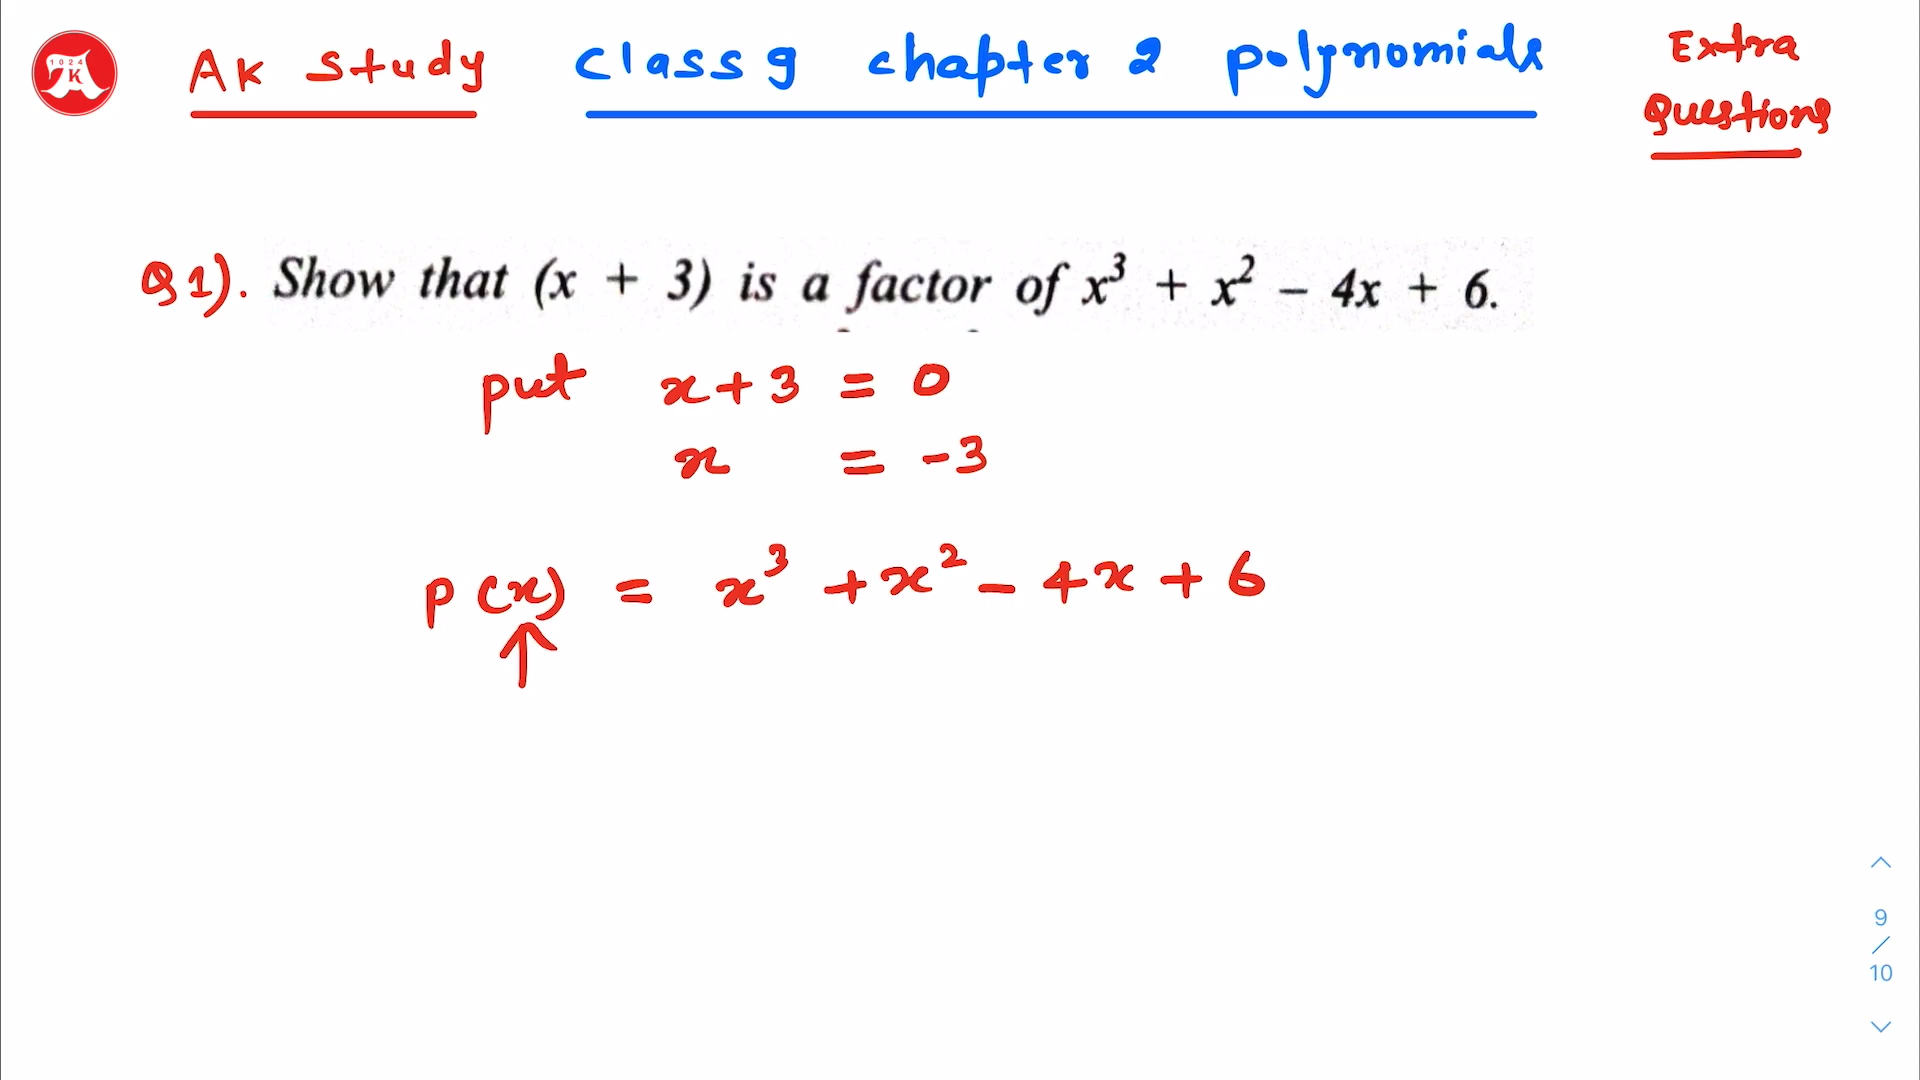 1024
K
AK Study Class 9 chapter 2 polynomials Extra
Questions
Q1). Show that (x + 3) is a factor of x³ + x² – 4x + 6.
put x+3 = 0
x = -3
p(x) = x³ + x² - 4x + 6
9
/
10